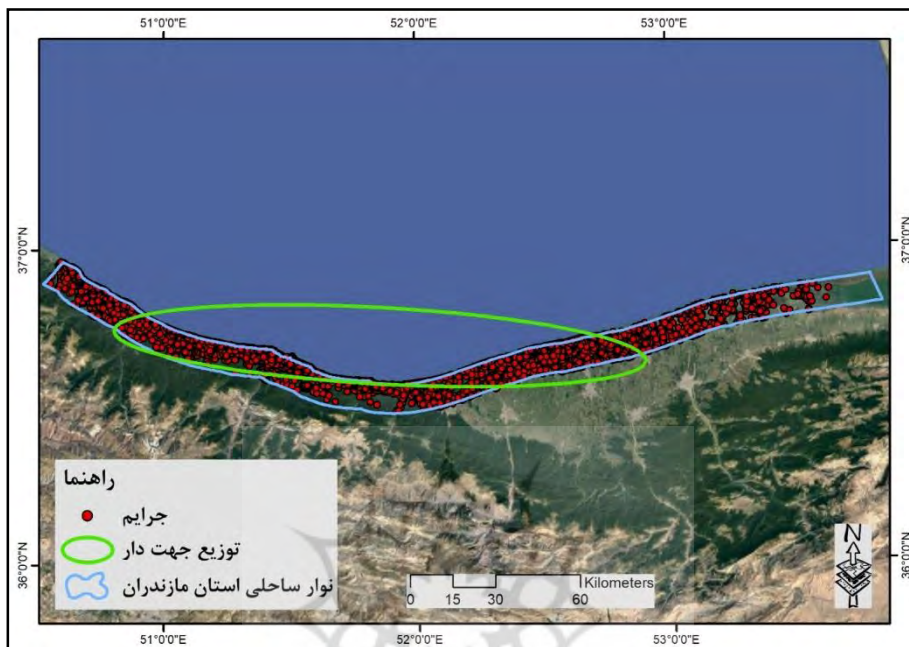 51°0'0"E 52°0'0"E 53°0'0"E
37°0'0"N 37°0'0"N
36°0'0"N 36°0'0"N
راهنما
جرایم
توزیع جهت دار
نوار ساحلی استان مازندران
N
Kilometers
0 15 30 60
51°0'0"E 52°0'0"E 53°0'0"E